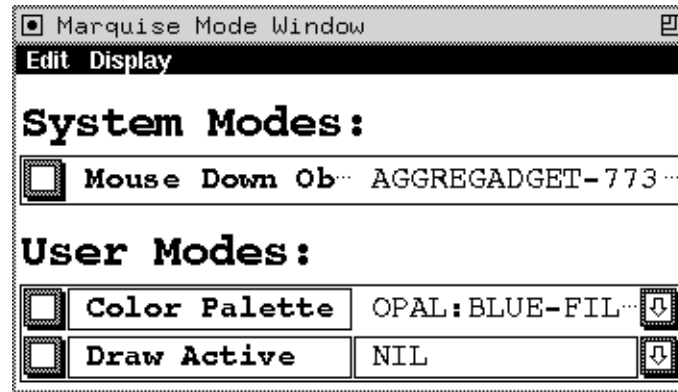 Marquise Mode Window
Edit Display
System Modes:
Mouse Down Ob… AGGREGADGET-773…
User Modes:
Color Palette OPAL:BLUE-FIL…
Draw Active NIL